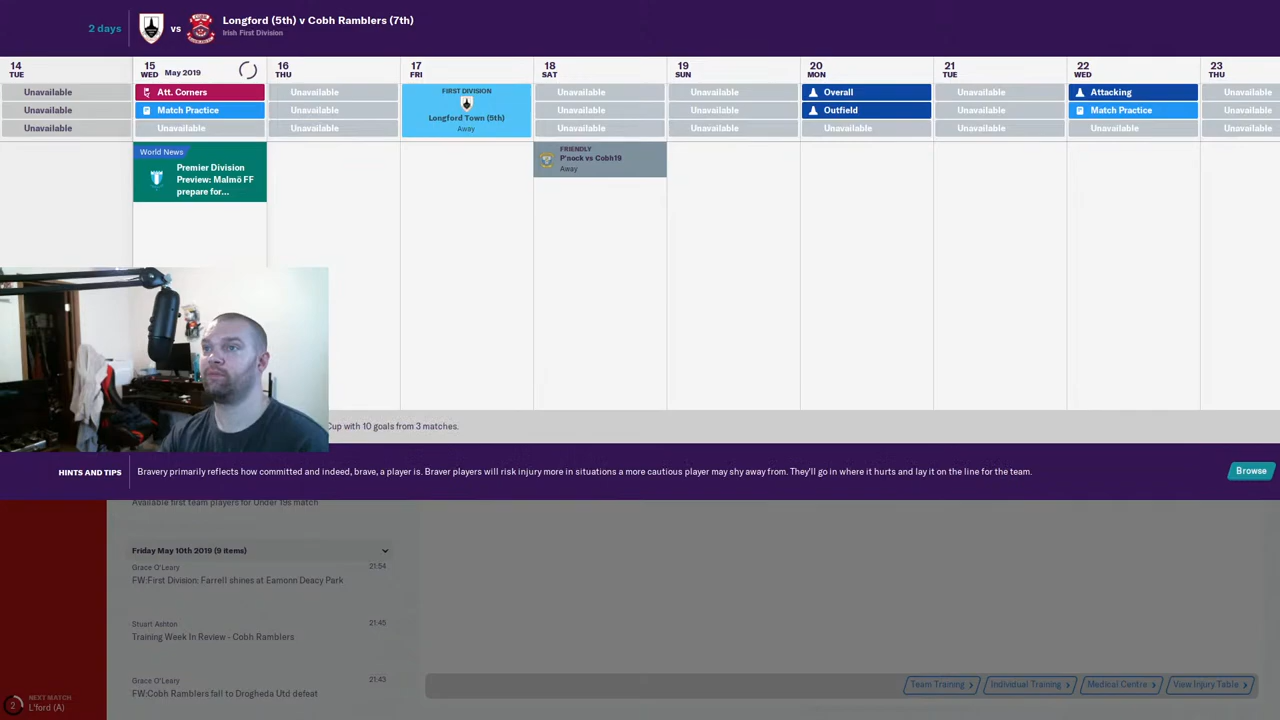 2 days
vs
Longford (5th) v Cobh Ramblers (7th)
Irish First Division
14 TUE
15 WED May 2019
16 THU
17 FRI
18 SAT
19 SUN
20 MON
21 TUE
22 WED
23 THU
Unavailable
Att. Corners
Unavailable
FIRST DIVISION
Longford Town (5th)
Away
Unavailable
Unavailable
Overall
Unavailable
Attacking
Unavailable
Unavailable
Match Practice
Unavailable
Unavailable
Unavailable
Outfield
Unavailable
Match Practice
Unavailable
Unavailable
Unavailable
Unavailable
Unavailable
Unavailable
Unavailable
Unavailable
Unavailable
Unavailable
World News
Premier Division
Preview: Malmö FF
prepare for...
FRIENDLY
P'nock vs Cobh19
Away
Cup with 10 goals from 3 matches.
HINTS AND TIPS
Bravery primarily reflects how committed and indeed, brave, a player is. Braver players will risk injury more in situations a more cautious player may shy away from. They'll go in where it hurts and lay it on the line for the team.
Browse
Available first team players for Under 19s match
Friday May 10th 2019 (9 items)
Grace O'Leary 21:54
FW:First Division: Farrell shines at Eamonn Deacy Park
Stuart Ashton 21:45
Training Week In Review - Cobh Ramblers
Grace O'Leary 21:43
FW:Cobh Ramblers fall to Drogheda Utd defeat
Team Training
Individual Training
Medical Centre
View Injury Table
2
NEXT MATCH
L'ford (A)